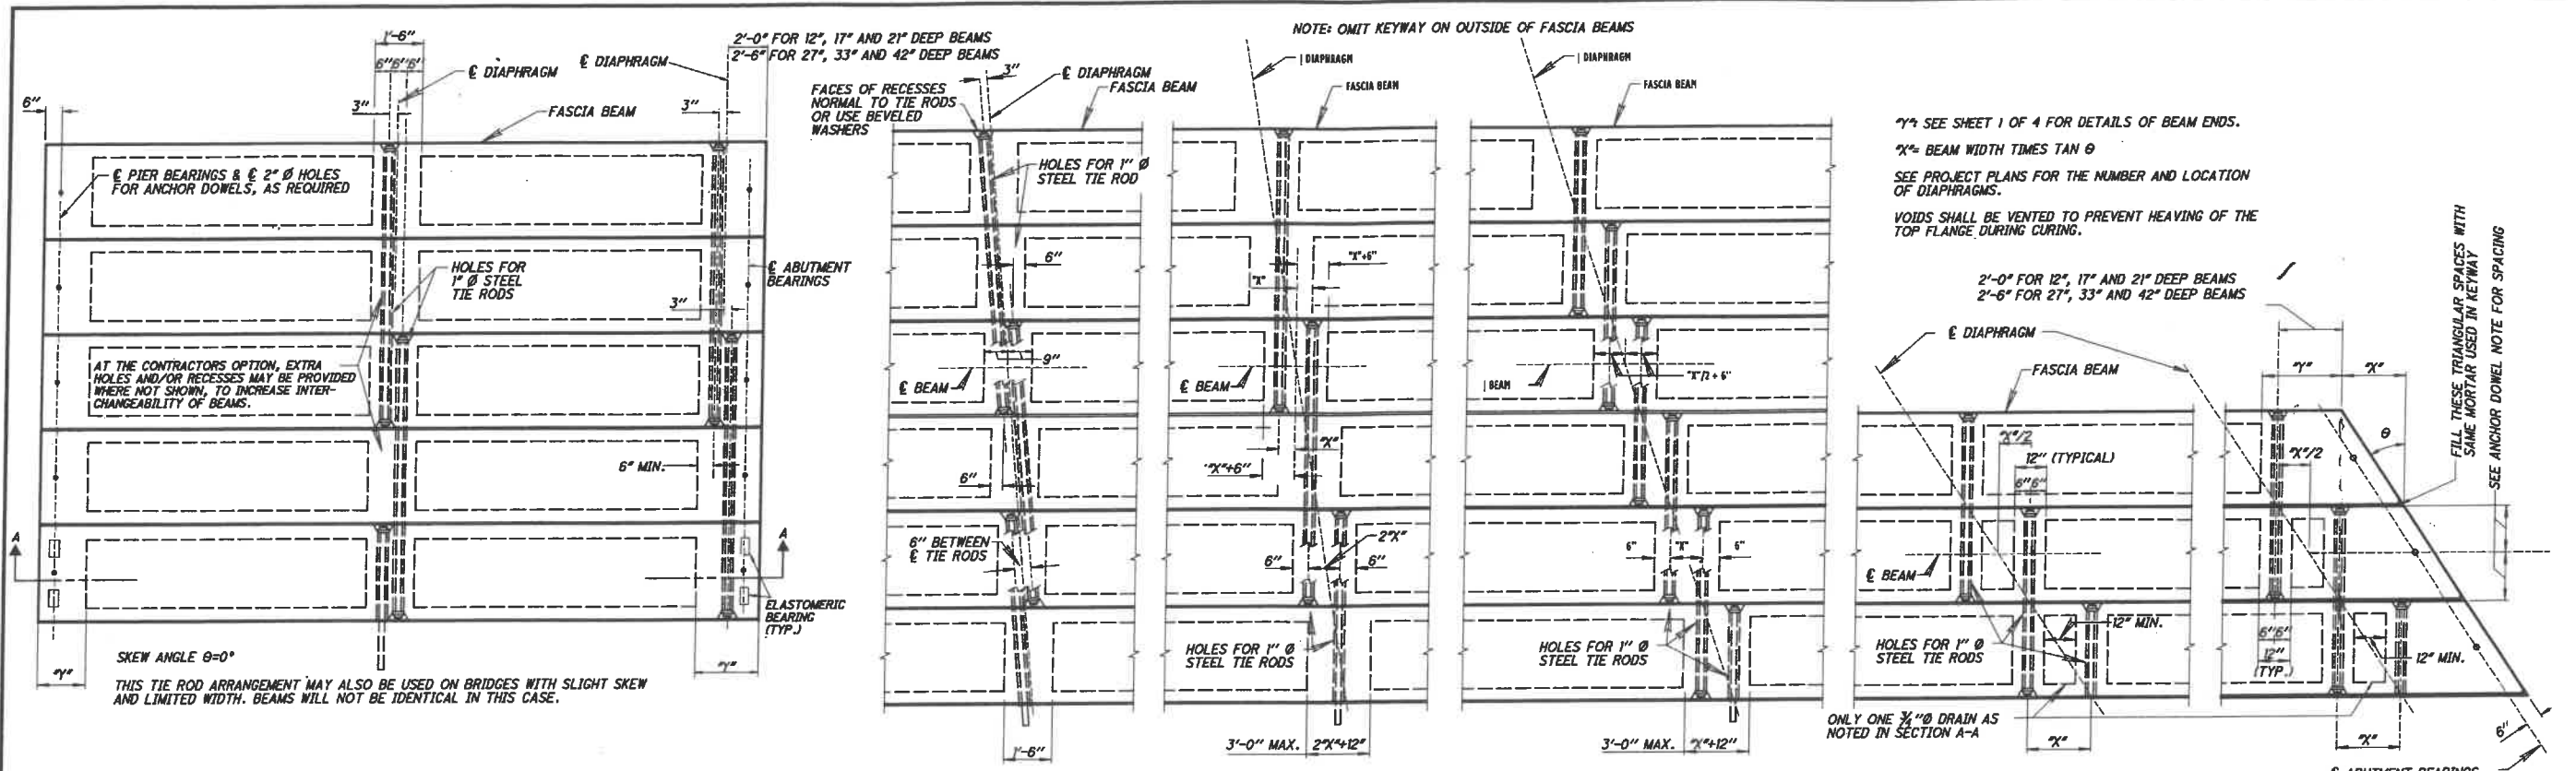 1'-6"
6" 6" 6"
℄ DIAPHRAGM
℄ DIAPHRAGM
2'-0" FOR 12", 17" AND 21" DEEP BEAMS
2'-6" FOR 27", 33" AND 42" DEEP BEAMS
6"
3"
FASCIA BEAM
3"
℄ PIER BEARINGS & ℄ 2" Ø HOLES
FOR ANCHOR DOWELS, AS REQUIRED
HOLES FOR
1" Ø STEEL
TIE RODS
℄ ABUTMENT
BEARINGS
3"
AT THE CONTRACTORS OPTION, EXTRA
HOLES AND/OR RECESSES MAY BE PROVIDED
WHERE NOT SHOWN, TO INCREASE INTER-
CHANGEABILITY OF BEAMS.
6" MIN.
A
A
ELASTOMERIC
BEARING
(TYP.)
"Y"
"Y"
SKEW ANGLE θ=0°
THIS TIE ROD ARRANGEMENT MAY ALSO BE USED ON BRIDGES WITH SLIGHT SKEW
AND LIMITED WIDTH. BEAMS WILL NOT BE IDENTICAL IN THIS CASE.
3"
℄ DIAPHRAGM
FASCIA BEAM
FACES OF RECESSES
NORMAL TO TIE RODS
OR USE BEVELED
WASHERS
HOLES FOR 1" Ø
STEEL TIE ROD
6"
9"
℄ BEAM
6"
6" BETWEEN
℄ TIE RODS
1'-6"
NOTE: OMIT KEYWAY ON OUTSIDE OF FASCIA BEAMS
| DIAPHRAGM
FASCIA BEAM
"X"+6"
"X"
℄ BEAM
"X"
"X"+6"
2"X"
6"
6"
HOLES FOR 1" Ø
STEEL TIE RODS
3'-0" MAX.
2"X"+12"
| DIAPHRAGM
FASCIA BEAM
| BEAM
"X"/2 + 6"
6"
"X"
6"
HOLES FOR 1" Ø
STEEL TIE RODS
3'-0" MAX.
"X"+12"
"Y": SEE SHEET 1 OF 4 FOR DETAILS OF BEAM ENDS.
"X"= BEAM WIDTH TIMES TAN θ
SEE PROJECT PLANS FOR THE NUMBER AND LOCATION
OF DIAPHRAGMS.
VOIDS SHALL BE VENTED TO PREVENT HEAVING OF THE
TOP FLANGE DURING CURING.
2'-0" FOR 12", 17" AND 21" DEEP BEAMS
2'-6" FOR 27", 33" AND 42" DEEP BEAMS
℄ DIAPHRAGM
FASCIA BEAM
"Y"
"X"
θ
"X"/2
12" (TYPICAL)
6" 6"
"X"/2
℄ BEAM
HOLES FOR 1" Ø
STEEL TIE RODS
12" MIN.
6" 6"
12"
(TYP.)
12" MIN.
ONLY ONE ¾"Ø DRAIN AS
NOTED IN SECTION A-A
"X"
"X"
6"
℄ ABUTMENT BEARINGS
FILL THESE TRIANGULAR SPACES WITH
SAME MORTAR USED IN KEYWAY
SEE ANCHOR DOWEL NOTE FOR SPACING